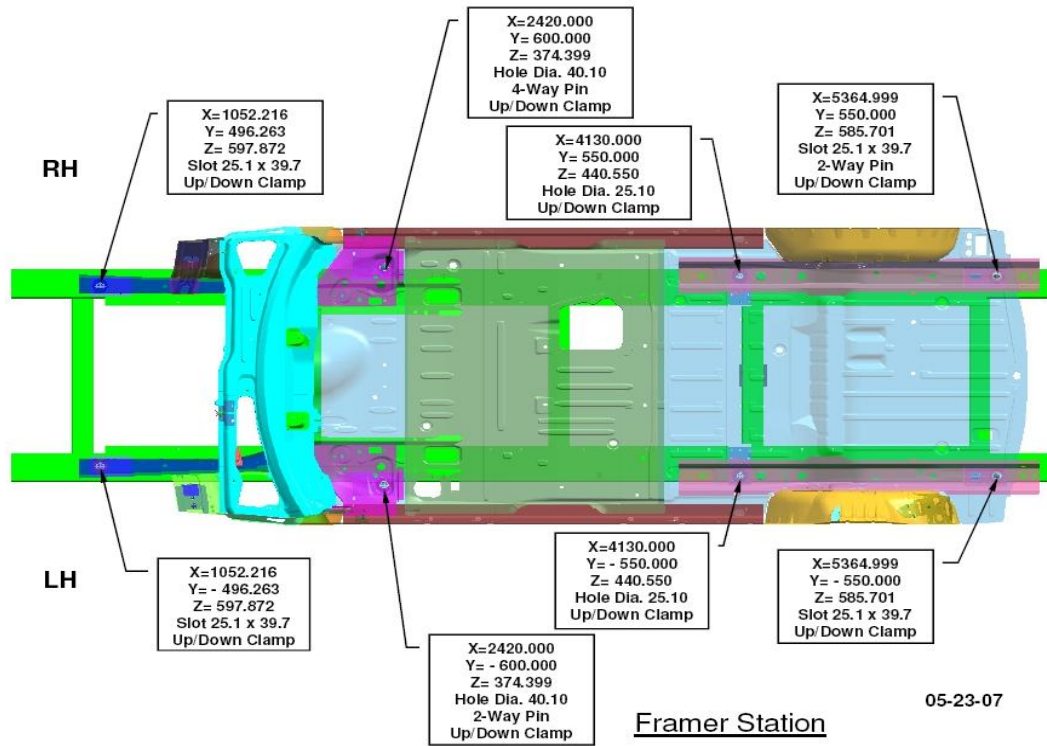 X=2420.000
Y= 600.000
Z= 374.399
Hole Dia. 40.10
4-Way Pin
Up/Down Clamp
X=1052.216
Y= 496.263
Z= 597.872
Slot 25.1 x 39.7
Up/Down Clamp
X=4130.000
Y= 550.000
Z= 440.550
Hole Dia. 25.10
Up/Down Clamp
X=5364.999
Y= 550.000
Z= 585.701
Slot 25.1 x 39.7
2-Way Pin
Up/Down Clamp
RH
LH
X=1052.216
Y= - 496.263
Z= 597.872
Slot 25.1 x 39.7
Up/Down Clamp
X=2420.000
Y= - 600.000
Z= 374.399
Hole Dia. 40.10
2-Way Pin
Up/Down Clamp
X=4130.000
Y= - 550.000
Z= 440.550
Hole Dia. 25.10
Up/Down Clamp
X=5364.999
Y= - 550.000
Z= 585.701
Slot 25.1 x 39.7
Up/Down Clamp
05-23-07
Framer Station